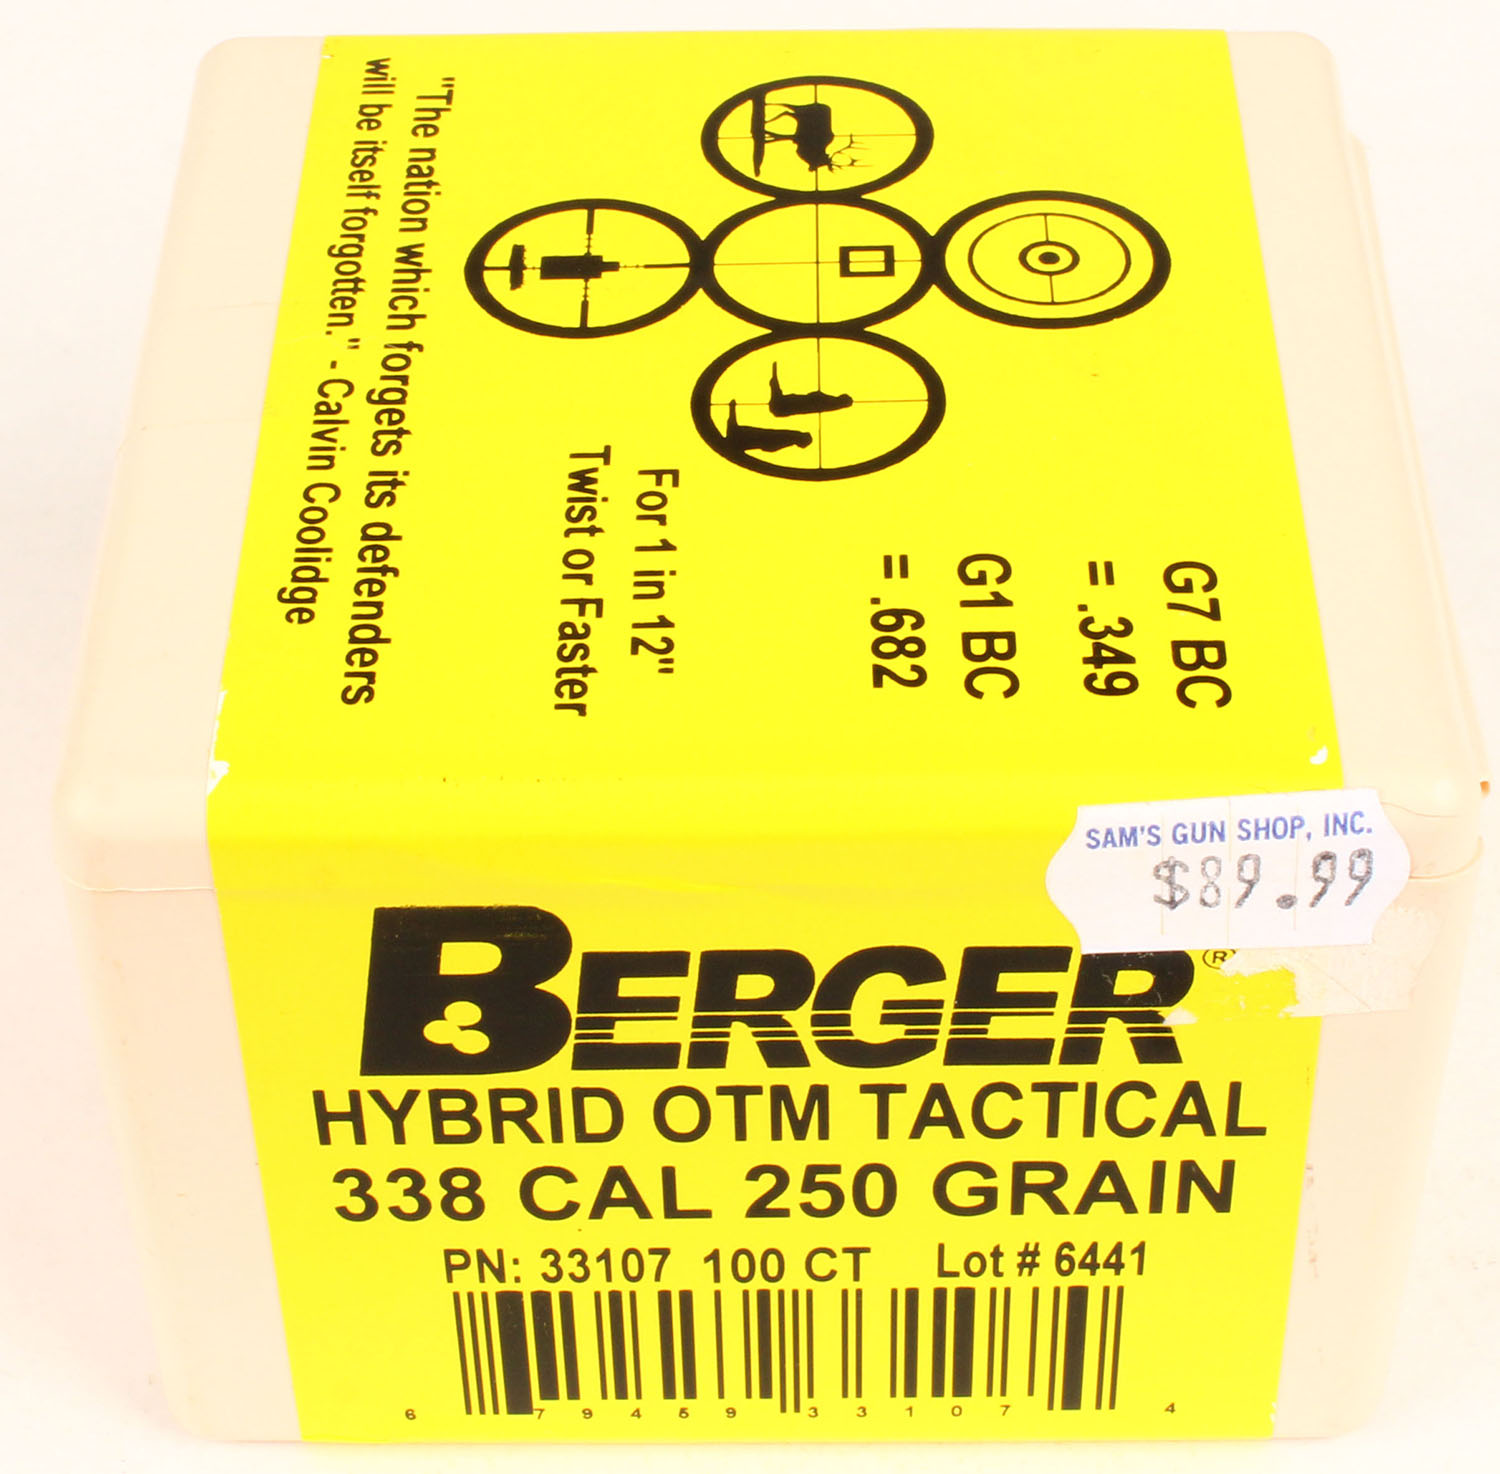 "The nation which forgets its defenders
will be itself forgotten." - Calvin Coolidge
For 1 in 12"
Twist or Faster
G7 BC
= .349
G1 BC
= .682
SAM'S GUN SHOP, INC.
$89.99
BERGER®
HYBRID OTM TACTICAL
338 CAL 250 GRAIN
PN: 33107 100 CT Lot # 6441
6 79459 33107 4